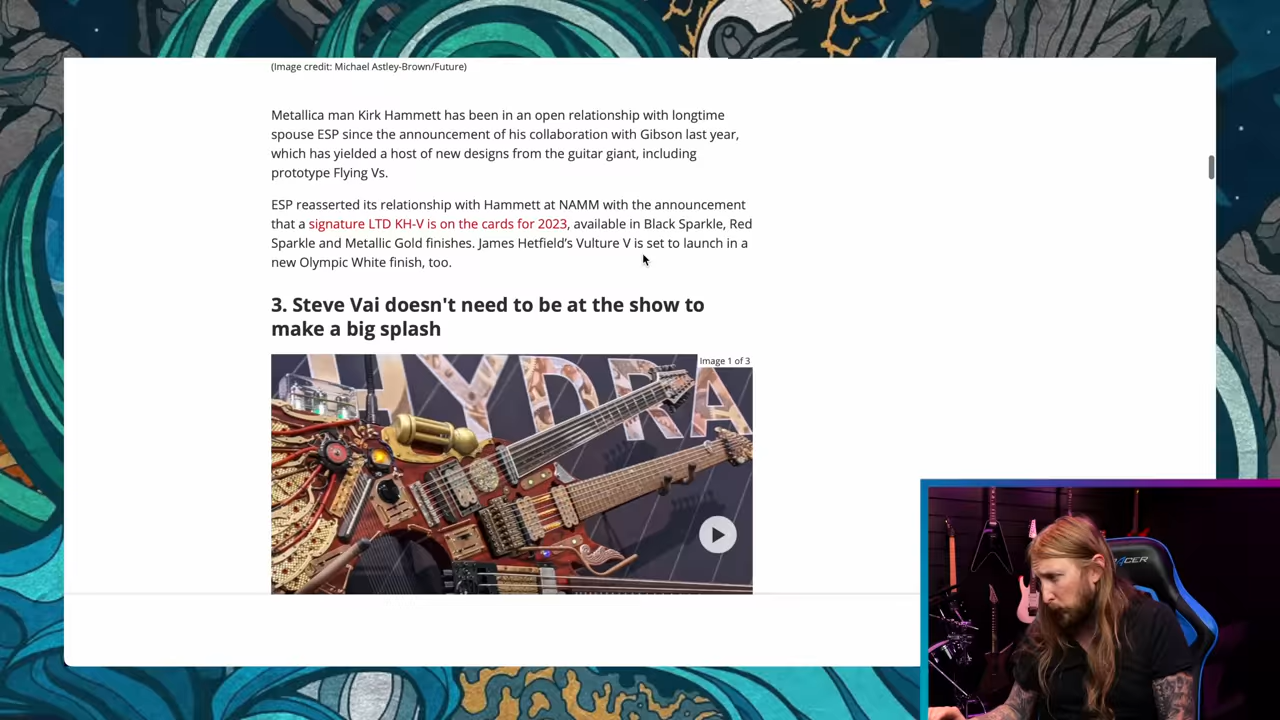 (Image credit: Michael Astley-Brown/Future)
Metallica man Kirk Hammett has been in an open relationship with longtime
spouse ESP since the announcement of his collaboration with Gibson last year,
which has yielded a host of new designs from the guitar giant, including
prototype Flying Vs.
ESP reasserted its relationship with Hammett at NAMM with the announcement
that a signature LTD KH-V is on the cards for 2023, available in Black Sparkle, Red
Sparkle and Metallic Gold finishes. James Hetfield’s Vulture V is set to launch in a
new Olympic White finish, too.
3. Steve Vai doesn't need to be at the show to
make a big splash
Image 1 of 3
HYDRA